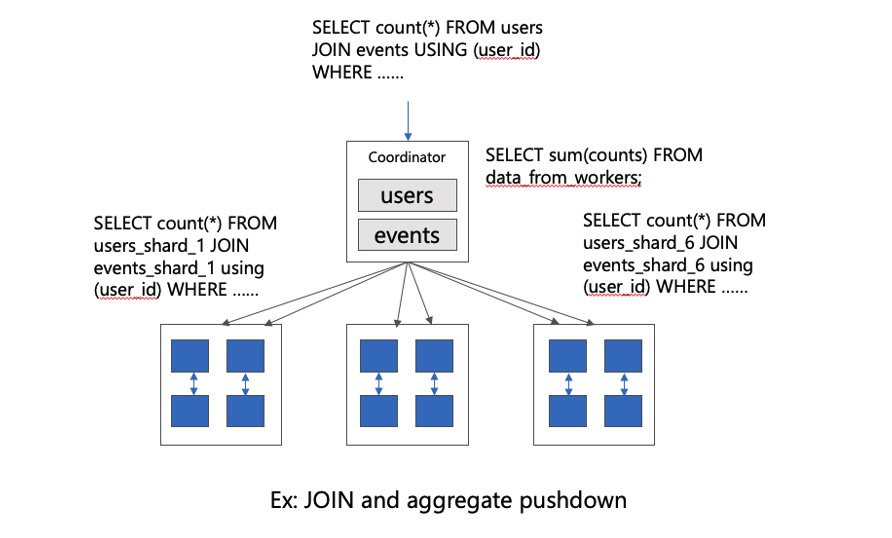 SELECT count(*) FROM users
JOIN events USING (user_id)
WHERE ......
Coordinator
users
events
SELECT sum(counts) FROM
data_from_workers;
SELECT count(*) FROM
users_shard_1 JOIN
events_shard_1 using
(user_id) WHERE ......
SELECT count(*) FROM
users_shard_6 JOIN
events_shard_6 using
(user_id) WHERE ......
Ex: JOIN and aggregate pushdown